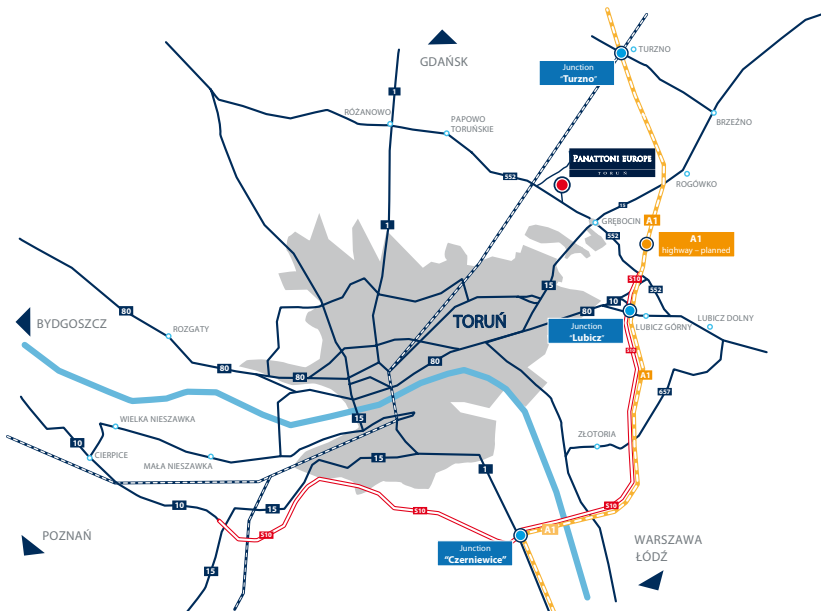 GDAŃSK
TURZNO
Junction
"Turzno"
1
RÓŻANOWO
PAPOWO
TORUŃSKIE
BRZEŹNO
PANATTONI EUROPE
TORUŃ
552
ROGÓWKO
15
GRĘBOCIN
A1
1
552
A1
highway – planned
S10
15
552
10
80
80
BYDGOSZCZ
ROZGATY
TORUŃ
Junction
"Lubicz"
LUBICZ GÓRNY
LUBICZ DOLNY
S10
80
80
80
A1
657
15
WIELKA NIESZAWKA
10
ZŁOTORIA
CIERPICE
MAŁA NIESZAWKA
15
1
10
15
S10
S10
S10
A1
POZNAŃ
Junction
"Czerniewice"
WARSZAWA
ŁÓDŹ
15